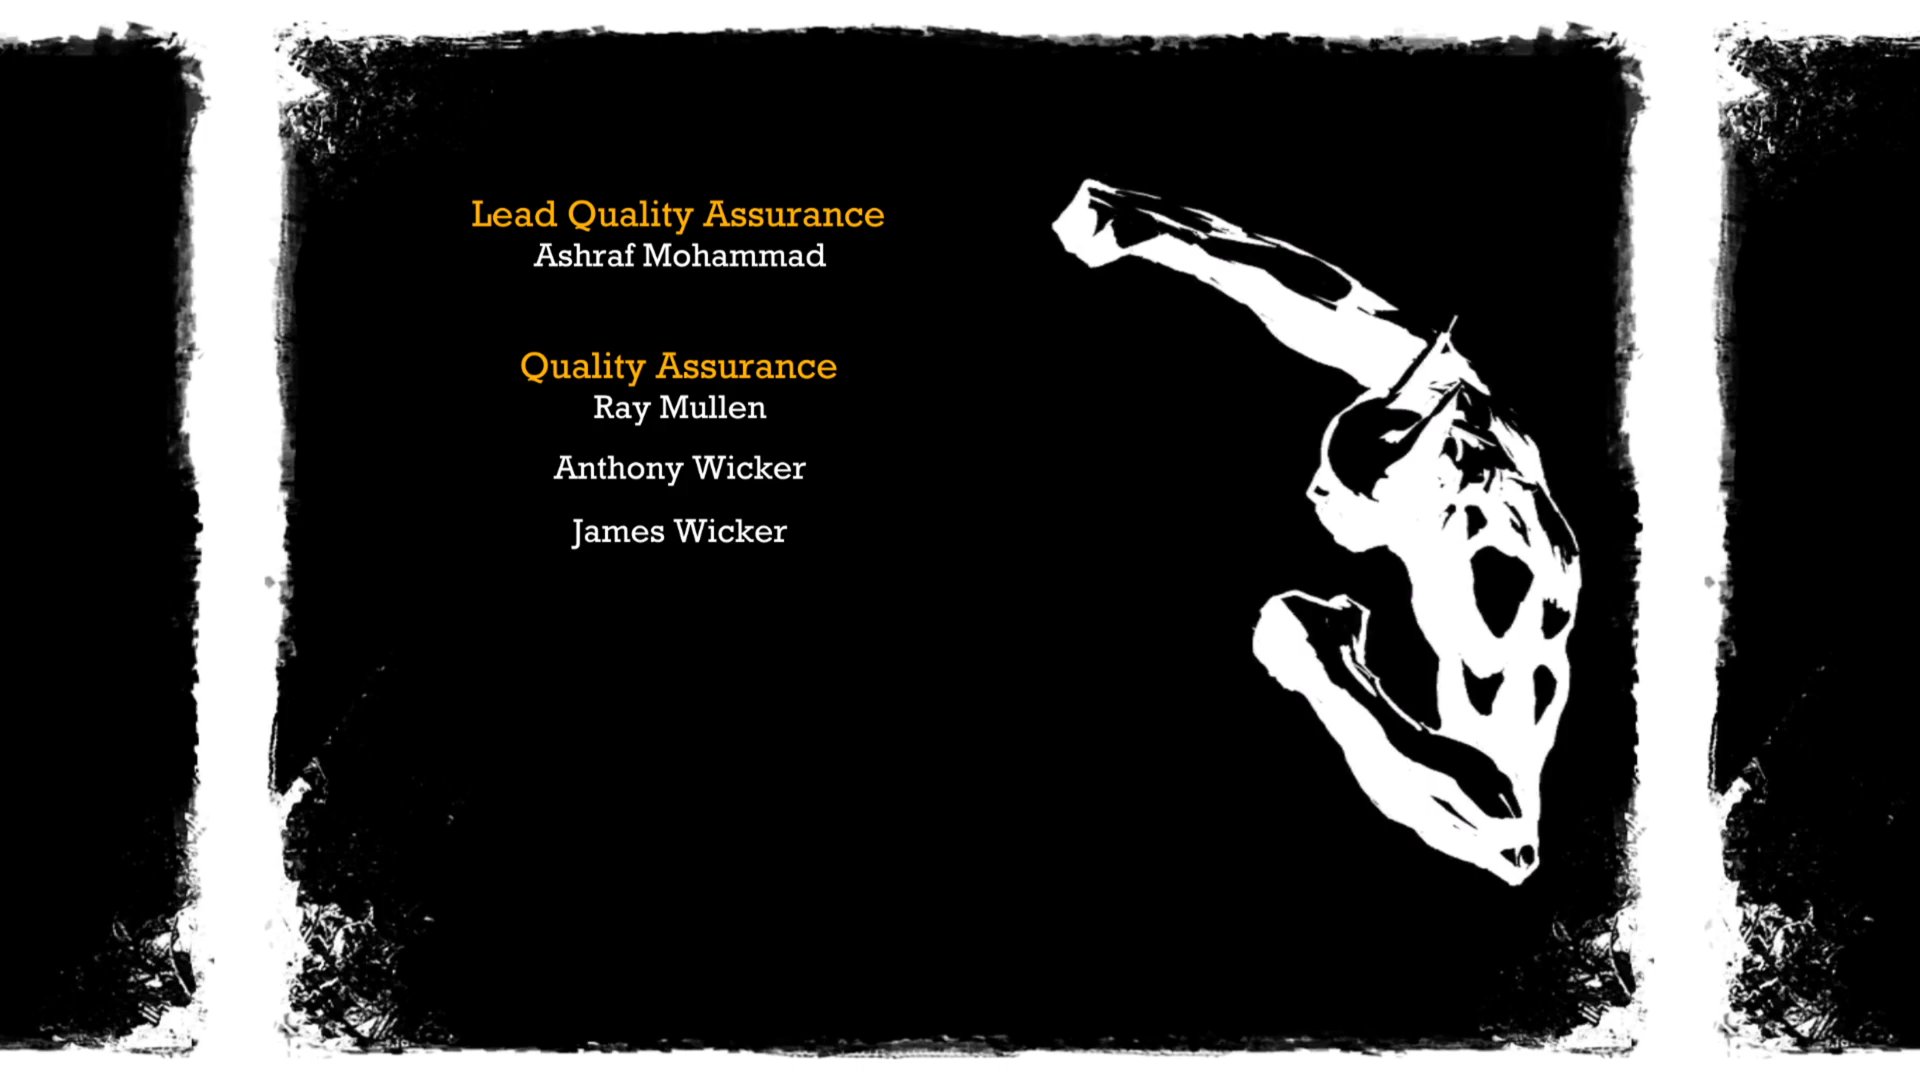 Lead Quality Assurance
Ashraf Mohammad
Quality Assurance
Ray Mullen
Anthony Wicker
James Wicker